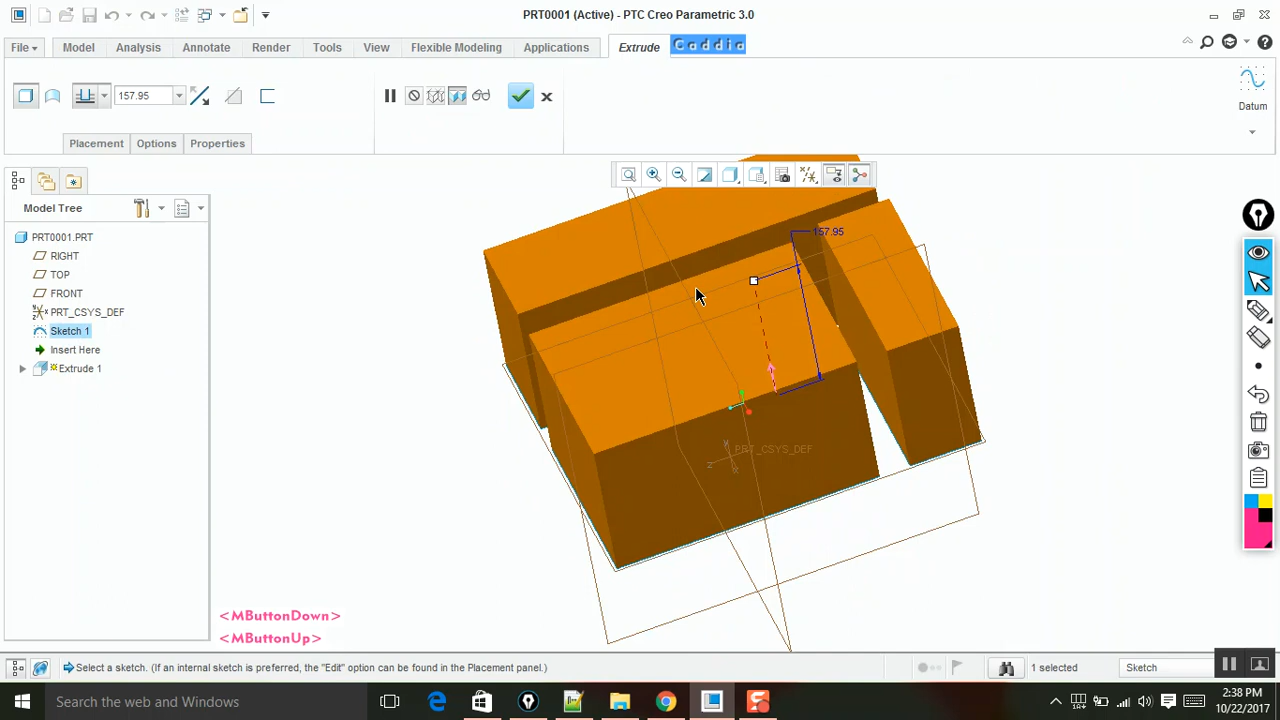 PRT0001 (Active) - PTC Creo Parametric 3.0
File
Model
Analysis
Annotate
Render
Tools
View
Flexible Modeling
Applications
Extrude
Caddia
157.95
Datum
Placement
Options
Properties
Model Tree
PRT0001.PRT
RIGHT
TOP
FRONT
PRT_CSYS_DEF
Sketch 1
Insert Here
Extrude 1
157.95
y
PRT_CSYS_DEF
z
x
<MButtonDown>
<MButtonUp>
Select a sketch. (If an internal sketch is preferred, the "Edit" option can be found in the Placement panel.)
1 selected
Sketch
Search the web and Windows
2:38 PM
10/22/2017